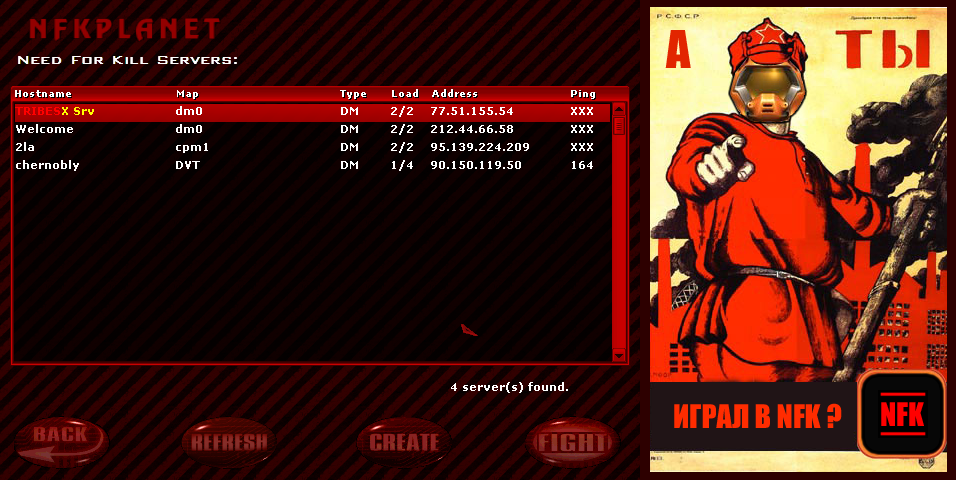 NFKPLANET
NEED FOR KILL SERVERS:
Hostname Map Type Load Address Ping
TRIBESX Srv dm0 DM 2/2 77.51.155.54 XXX
Welcome dm0 DM 2/2 212.44.66.58 XXX
2la cpm1 DM 2/2 95.139.224.209 XXX
chernobly DVT DM 1/4 90.150.119.50 164
4 server(s) found.
BACK REFRESH CREATE FIGHT
Р.С.Ф.С.Р
А ТЫ
ИГРАЛ В NFK ?
NFK